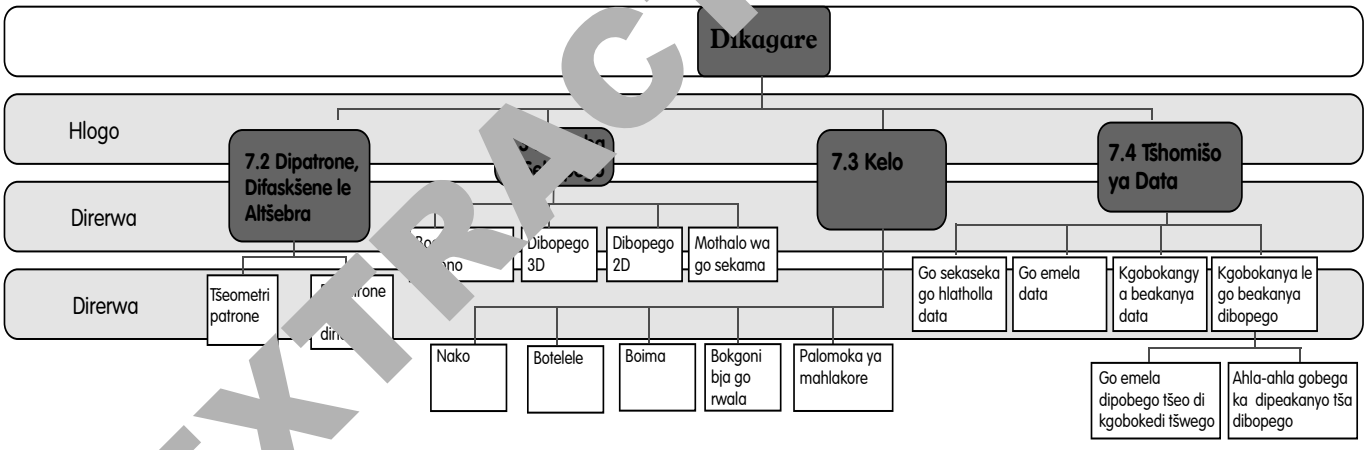 Dikagare
Hlogo
7.2 Dipatrone,
Difaskšene le
Altšebra
7.3 Kelo
7.4 Tšhomišo
ya Data
Direrwa
Dibopego
3D
Dibopego
2D
Mothalo wa
go sekama
Go sekaseka
go hlatholla
data
Go emela
data
Kgobokangy
a beakanya
data
Kgobokanya le
go beakanya
dibopego
Direrwa
Tšeometri
patrone
Nako
Botelele
Boima
Bokgoni
bja go
rwala
Palomoka ya
mahlakore
Go emela
dipobego tšeo di
kgobokedi tšwego
Ahla-ahla gobega
ka dipeakanyo tša
dibopego
EXTRACT